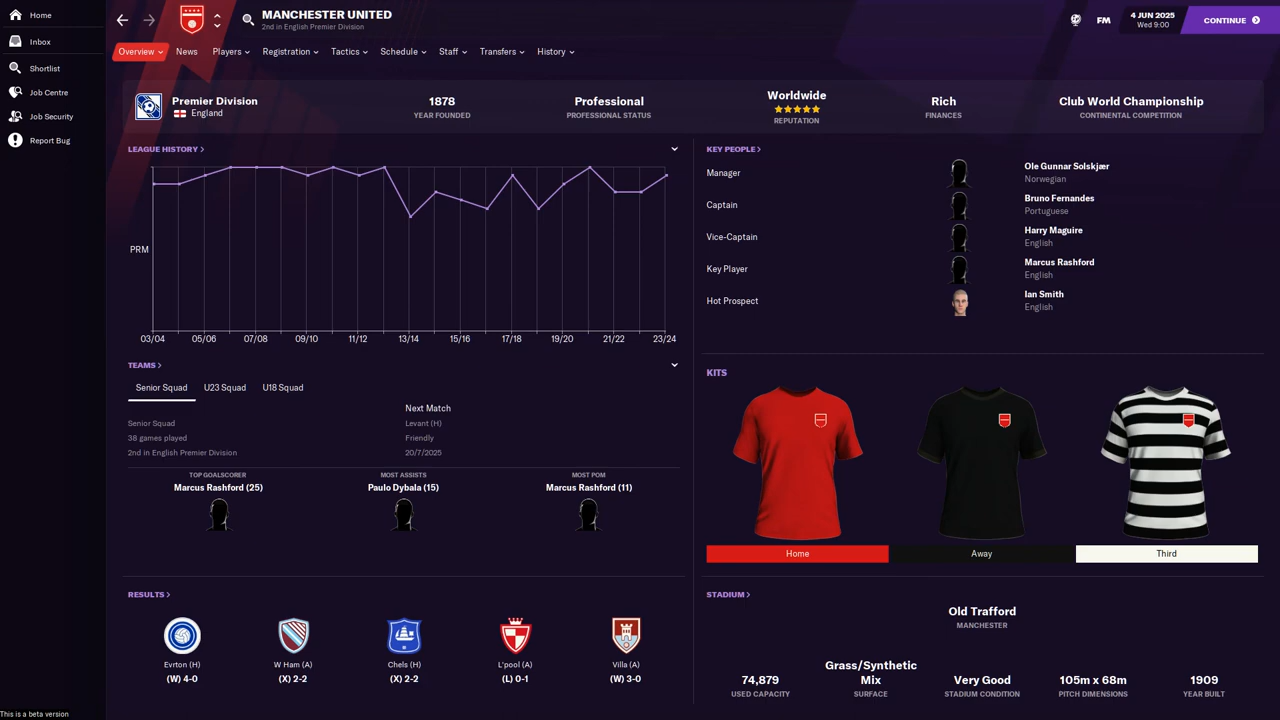 Home
Inbox
Shortlist
Job Centre
Job Security
Report Bug
MANCHESTER UNITED
2nd in English Premier Division
FM
4 JUN 2025
Wed 9:00
CONTINUE
Overview
News
Players
Registration
Tactics
Schedule
Staff
Transfers
History
Premier Division
England
1878
YEAR FOUNDED
Professional
PROFESSIONAL STATUS
Worldwide
REPUTATION
Rich
FINANCES
Club World Championship
CONTINENTAL COMPETITION
LEAGUE HISTORY
PRM
03/04 05/06 07/08 09/10 11/12 13/14 15/16 17/18 19/20 21/22 23/24
KEY PEOPLE
Manager
Ole Gunnar Solskjær
Norwegian
Captain
Bruno Fernandes
Portuguese
Vice-Captain
Harry Maguire
English
Key Player
Marcus Rashford
English
Hot Prospect
Ian Smith
English
TEAMS
Senior Squad
U23 Squad
U18 Squad
Next Match
Senior Squad
Levant (H)
38 games played
Friendly
2nd in English Premier Division
20/7/2025
TOP GOALSCORER
Marcus Rashford (25)
MOST ASSISTS
Paulo Dybala (15)
MOST POM
Marcus Rashford (11)
KITS
Home
Away
Third
RESULTS
Evrton (H)
(W) 4-0
W Ham (A)
(X) 2-2
Chels (H)
(X) 2-2
L'pool (A)
(L) 0-1
Villa (A)
(W) 3-0
STADIUM
Old Trafford
MANCHESTER
74,879
USED CAPACITY
Grass/Synthetic
Mix
SURFACE
Very Good
STADIUM CONDITION
105m x 68m
PITCH DIMENSIONS
1909
YEAR BUILT
This is a beta version